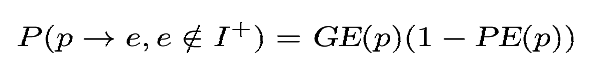 P(p → e, e ∉ I⁺) = GE(p)(1 − PE(p))